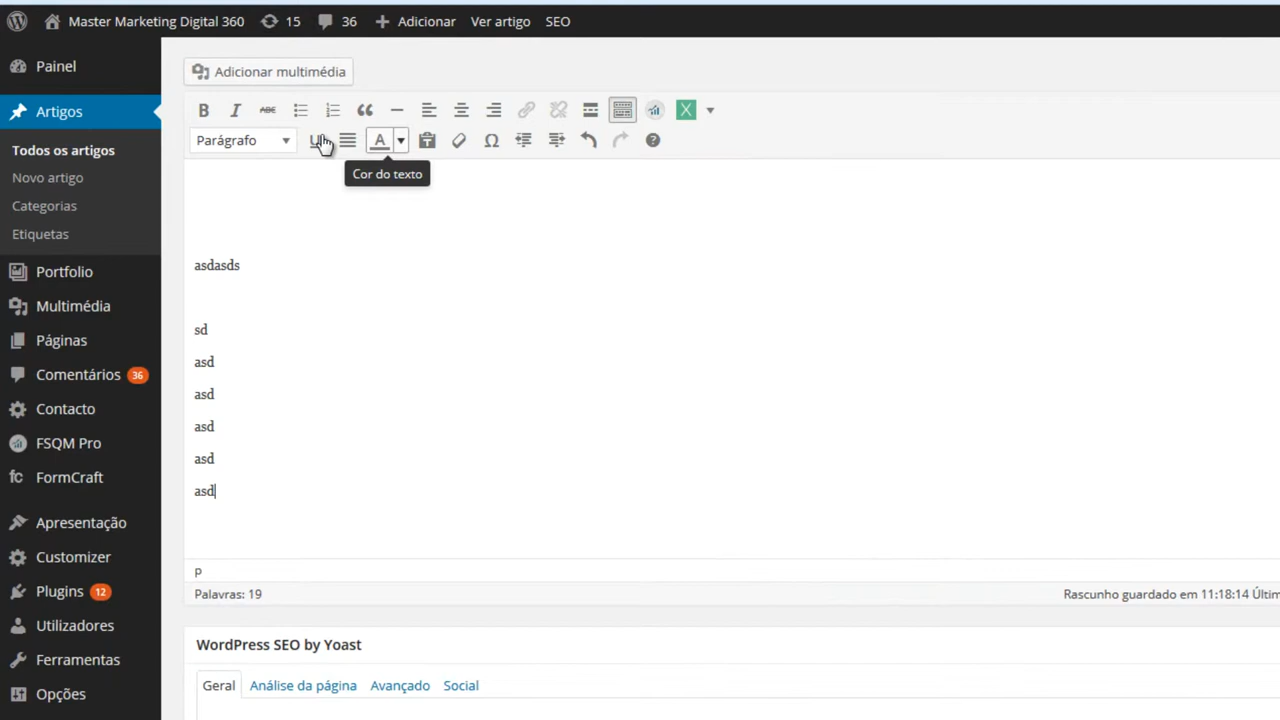 Master Marketing Digital 360 15 36 Adicionar Ver artigo SEO
Painel
Artigos
Todos os artigos
Novo artigo
Categorias
Etiquetas
Portfolio
Multimédia
Páginas
Comentários 36
Contacto
FSQM Pro
fc FormCraft
Apresentação
Customizer
Plugins 12
Utilizadores
Ferramentas
Opções
Adicionar multimédia
B I ABC X
Parágrafo U A Ω
Cor do texto
asdasds
sd
asd
asd
asd
asd
asd
p
Palavras: 19 Rascunho guardado em 11:18:14
WordPress SEO by Yoast
Geral Análise da página Avançado Social